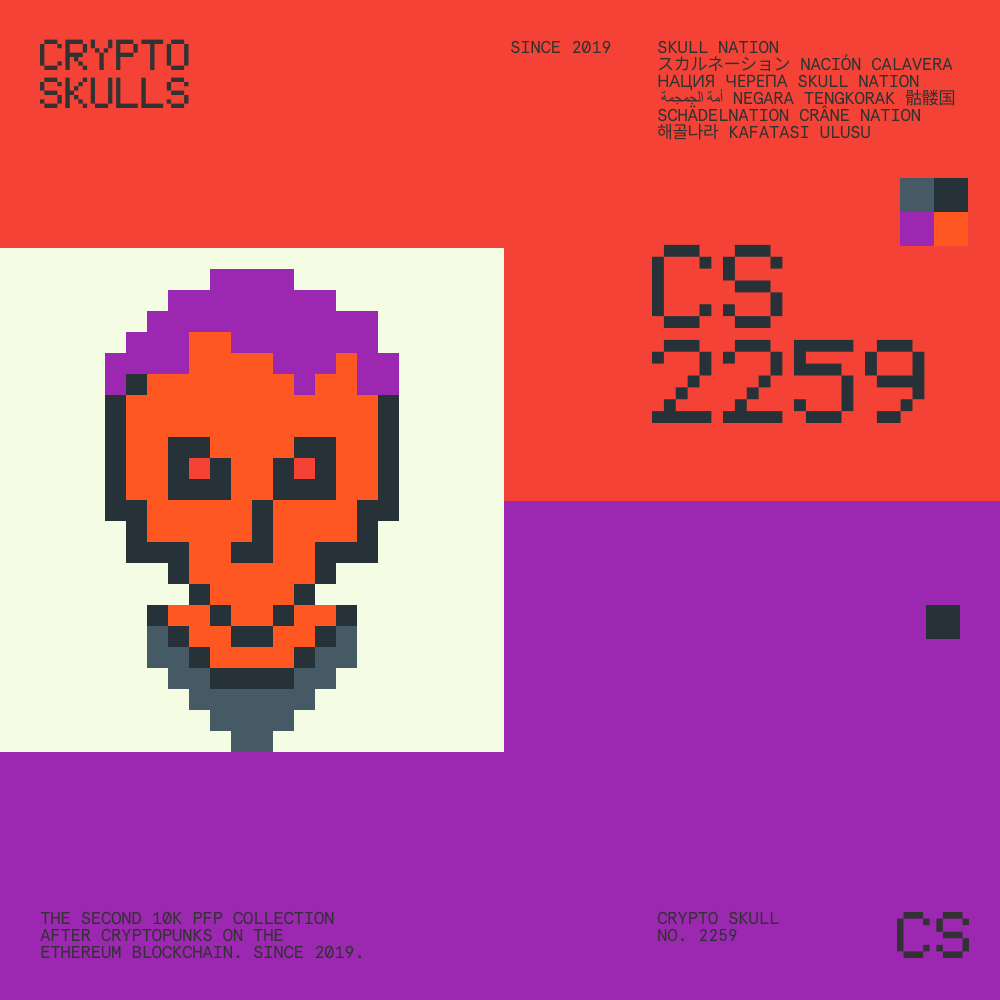 CRYPTO
SKULLS
SINCE 2019
SKULL NATION
スカルネーション NACIÓN CALAVERA
НАЦИЯ ЧЕРЕПА SKULL NATION
أمة الجمجمة NEGARA TENGKORAK 骷髅国
SCHÄDELNATION CRÂNE NATION
해골나라 KAFATASI ULUSU
CS
2259
THE SECOND 10K PFP COLLECTION
AFTER CRYPTOPUNKS ON THE
ETHEREUM BLOCKCHAIN. SINCE 2019.
CRYPTO SKULL
NO. 2259
CS